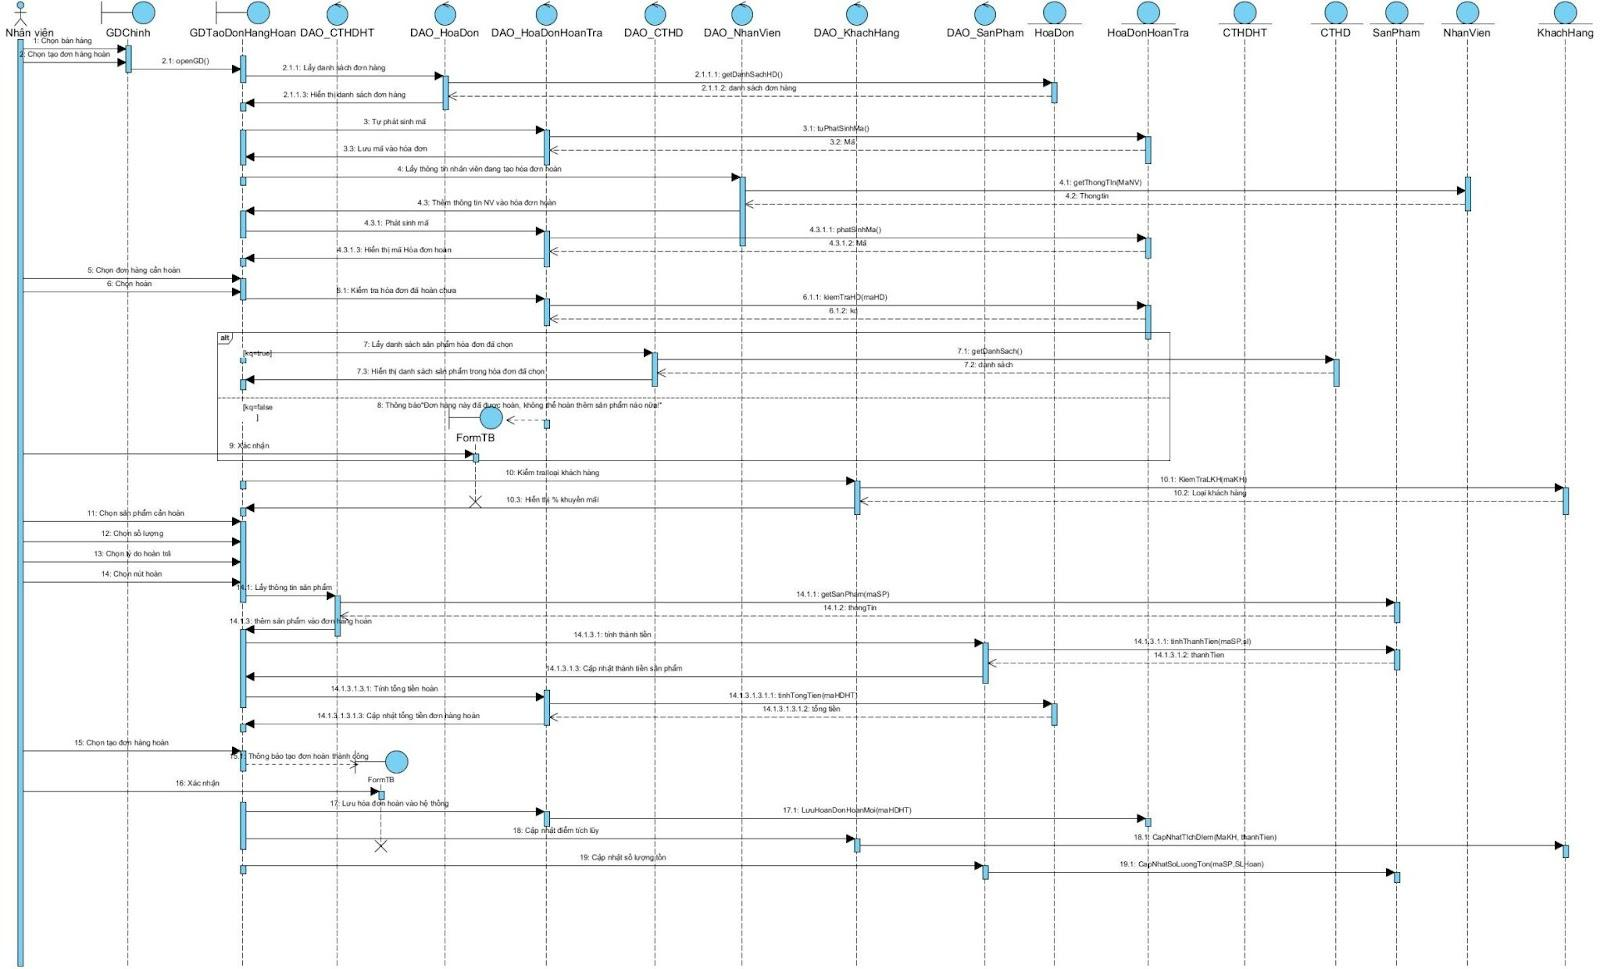 Nhân viên
GDChinh
GDTaoDonHangHoan
DAO_CTHDHT
DAO_HoaDon
DAO_HoaDonHoanTra
DAO_CTHD
DAO_NhanVien
DAO_KhachHang
DAO_SanPham
HoaDon
HoaDonHoanTra
CTHDHT
CTHD
SanPham
NhanVien
KhachHang
1: Chọn bán hàng
2: Chọn tạo đơn hàng hoàn
2.1: openGD()
2.1.1: Lấy danh sách đơn hàng
2.1.1.1: getDanhSachHD()
2.1.1.2: danh sách đơn hàng
2.1.1.3: Hiển thị danh sách đơn hàng
3: Tự phát sinh mã
3.1: tuPhatSinhMa()
3.2: Mã
3.3: Lưu mã vào hóa đơn
4: Lấy thông tin nhân viên đang tạo hóa đơn hoàn
4.1: getThongTin(MaNV)
4.2: Thongtin
4.3: Thêm thông tin NV vào hóa đơn hoàn
4.3.1: Phát sinh mã
4.3.1.1: phatSinhMa()
4.3.1.2: Mã
4.3.1.3: Hiển thị mã Hóa đơn hoàn
5: Chọn đơn hàng cần hoàn
6: Chọn hoàn
6.1: Kiểm tra hóa đơn đã hoàn chưa
6.1.1: kiemTraHD(maHD)
6.1.2: kq
alt
[kq=true]
7: Lấy danh sách sản phẩm hóa đơn đã chọn
7.1: getDanhSach()
7.2: danh sách
7.3: Hiển thị danh sách sản phẩm trong hóa đơn đã chọn
[kq=false
]
8: Thông báo"Đơn hàng này đã được hoàn, không thể hoàn thêm sản phẩm nào nữa!"
FormTB
9: Xác nhận
10: Kiểm tra loại khách hàng
10.1: KiemTraLKH(maKH)
10.2: Loại khách hàng
10.3: Hiển thị % khuyến mãi
11: Chọn sản phẩm cần hoàn
12: Chọn số lượng
13: Chọn lý do hoàn trả
14: Chọn nút hoàn
14.1: Lấy thông tin sản phẩm
14.1.1: getSanPham(maSP)
14.1.2: thongTin
14.1.3: thêm sản phẩm vào đơn hàng hoàn
14.1.3.1: tính thành tiền
14.1.3.1.1: tinhThanhTien(maSP,sl)
14.1.3.1.2: thanhTien
14.1.3.1.3: Cập nhật thành tiền sản phẩm
14.1.3.1.3.1: Tính tổng tiền hoàn
14.1.3.1.3.1.1: tinhTongTien(maHDHT)
14.1.3.1.3.1.2: tổng tiền
14.1.3.1.3.1.3: Cập nhật tổng tiền đơn hàng hoàn
15: Chọn tạo đơn hàng hoàn
15.1: Thông báo tạo đơn hoàn thành công
FormTB
16: Xác nhận
17: Lưu hóa đơn hoàn vào hệ thống
17.1: LuuHoanDonHoanMoi(maHDHT)
18: Cập nhật điểm tích lũy
18.1: CapNhatTichDiem(MaKH, thanhTien)
19: Cập nhật số lượng tồn
19.1: CapNhatSoLuongTon(maSP,SLHoan)